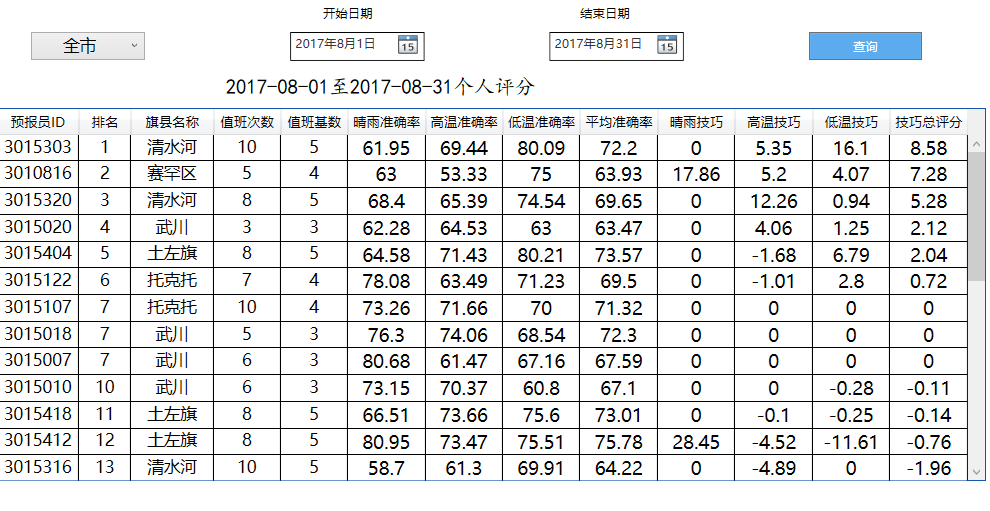 开始日期 结束日期
全市 2017年8月1日 15 2017年8月31日 15 查询
2017-08-01至2017-08-31个人评分
预报员ID 排名 旗县名称 值班次数 值班基数 晴雨准确率 高温准确率 低温准确率 平均准确率 晴雨技巧 高温技巧 低温技巧 技巧总评分
3015303 1 清水河 10 5 61.95 69.44 80.09 72.2 0 5.35 16.1 8.58
3010816 2 赛罕区 5 4 63 53.33 75 63.93 17.86 5.2 4.07 7.28
3015320 3 清水河 8 5 68.4 65.39 74.54 69.65 0 12.26 0.94 5.28
3015020 4 武川 3 3 62.28 64.53 63 63.47 0 4.06 1.25 2.12
3015404 5 土左旗 8 5 64.58 71.43 80.21 73.57 0 -1.68 6.79 2.04
3015122 6 托克托 7 4 78.08 63.49 71.23 69.5 0 -1.01 2.8 0.72
3015107 7 托克托 10 4 73.26 71.66 70 71.32 0 0 0 0
3015018 7 武川 5 3 76.3 74.06 68.54 72.3 0 0 0 0
3015007 7 武川 6 3 80.68 61.47 67.16 67.59 0 0 0 0
3015010 10 武川 6 3 73.15 70.37 60.8 67.1 0 0 -0.28 -0.11
3015418 11 土左旗 8 5 66.51 73.66 75.6 73.01 0 -0.1 -0.25 -0.14
3015412 12 土左旗 8 5 80.95 73.47 75.51 75.78 28.45 -4.52 -11.61 -0.76
3015316 13 清水河 10 5 58.7 61.3 69.91 64.22 0 -4.89 0 -1.96